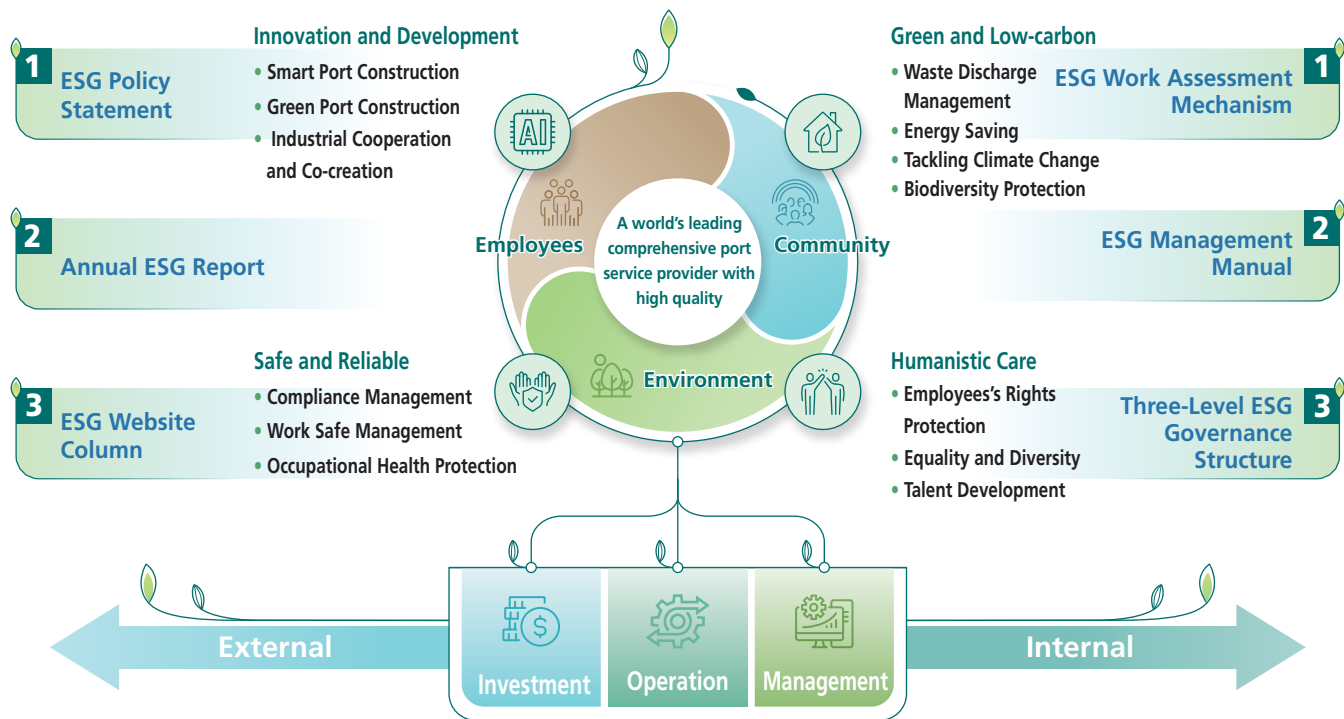 Innovation and Development
• Smart Port Construction
• Green Port Construction
• Industrial Cooperation
and Co-creation
1
ESG Policy
Statement
2
Annual ESG Report
Safe and Reliable
• Compliance Management
• Work Safe Management
• Occupational Health Protection
3
ESG Website
Column
AI
Employees
Community
Environment
A world's leading
comprehensive port
service provider with
high quality
Green and Low-carbon
• Waste Discharge
Management
• Energy Saving
• Tackling Climate Change
• Biodiversity Protection
1
ESG Work Assessment
Mechanism
2
ESG Management
Manual
Humanistic Care
• Employees's Rights
Protection
• Equality and Diversity
• Talent Development
3
Three-Level ESG
Governance
Structure
External
$
Investment
Operation
Management
Internal